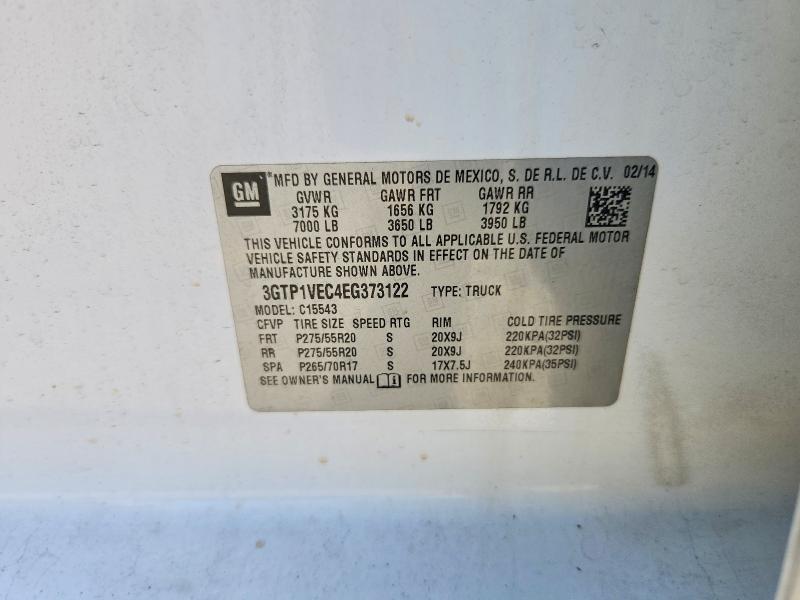 GM *MFD BY GENERAL MOTORS DE MEXICO, S. DE R.L. DE C.V. 02/14
GVWR GAWR FRT GAWR RR
3175 KG 1656 KG 1792 KG
7000 LB 3650 LB 3950 LB
THIS VEHICLE CONFORMS TO ALL APPLICABLE U.S. FEDERAL MOTOR
VEHICLE SAFETY STANDARDS IN EFFECT ON THE DATE OF
MANUFACTURE SHOWN ABOVE.
3GTP1VEC4EG373122 TYPE: TRUCK
MODEL: C15543
CFVP TIRE SIZE SPEED RTG RIM COLD TIRE PRESSURE
FRT P275/55R20 S 20X9J 220KPA(32PSI)
RR P275/55R20 S 20X9J 220KPA(32PSI)
SPA P265/70R17 S 17X7.5J 240KPA(35PSI)
SEE OWNER'S MANUAL i FOR MORE INFORMATION.